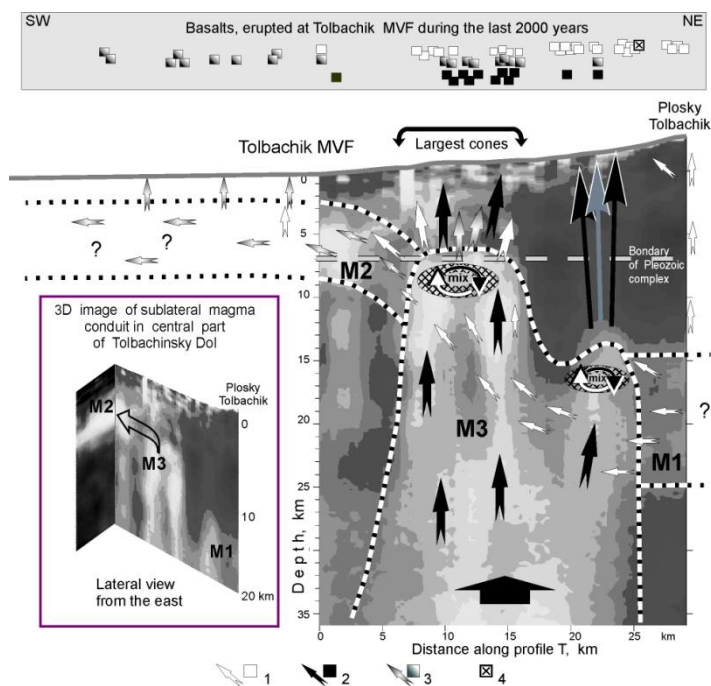 SW
NE
Basalts, erupted at Tolbachik MVF during the last 2000 years
4
Plosky
Tolbachik
Tolbachik MVF
Largest cones
0
5
10
15
20
25
30
35
?
?
M2
mix
Bondary
of Pleozoic
complex
mix
M3
M1
?
Depth, km
0 5 10 15 20 25 km
Distance along profile T, km
3D image of sublateral magma
conduit in central part
of Tolbachinsky Dol
Plosky
Tolbachik
M2
M3
M1
0
10
20 km
Lateral view
from the east
1 2 3 4